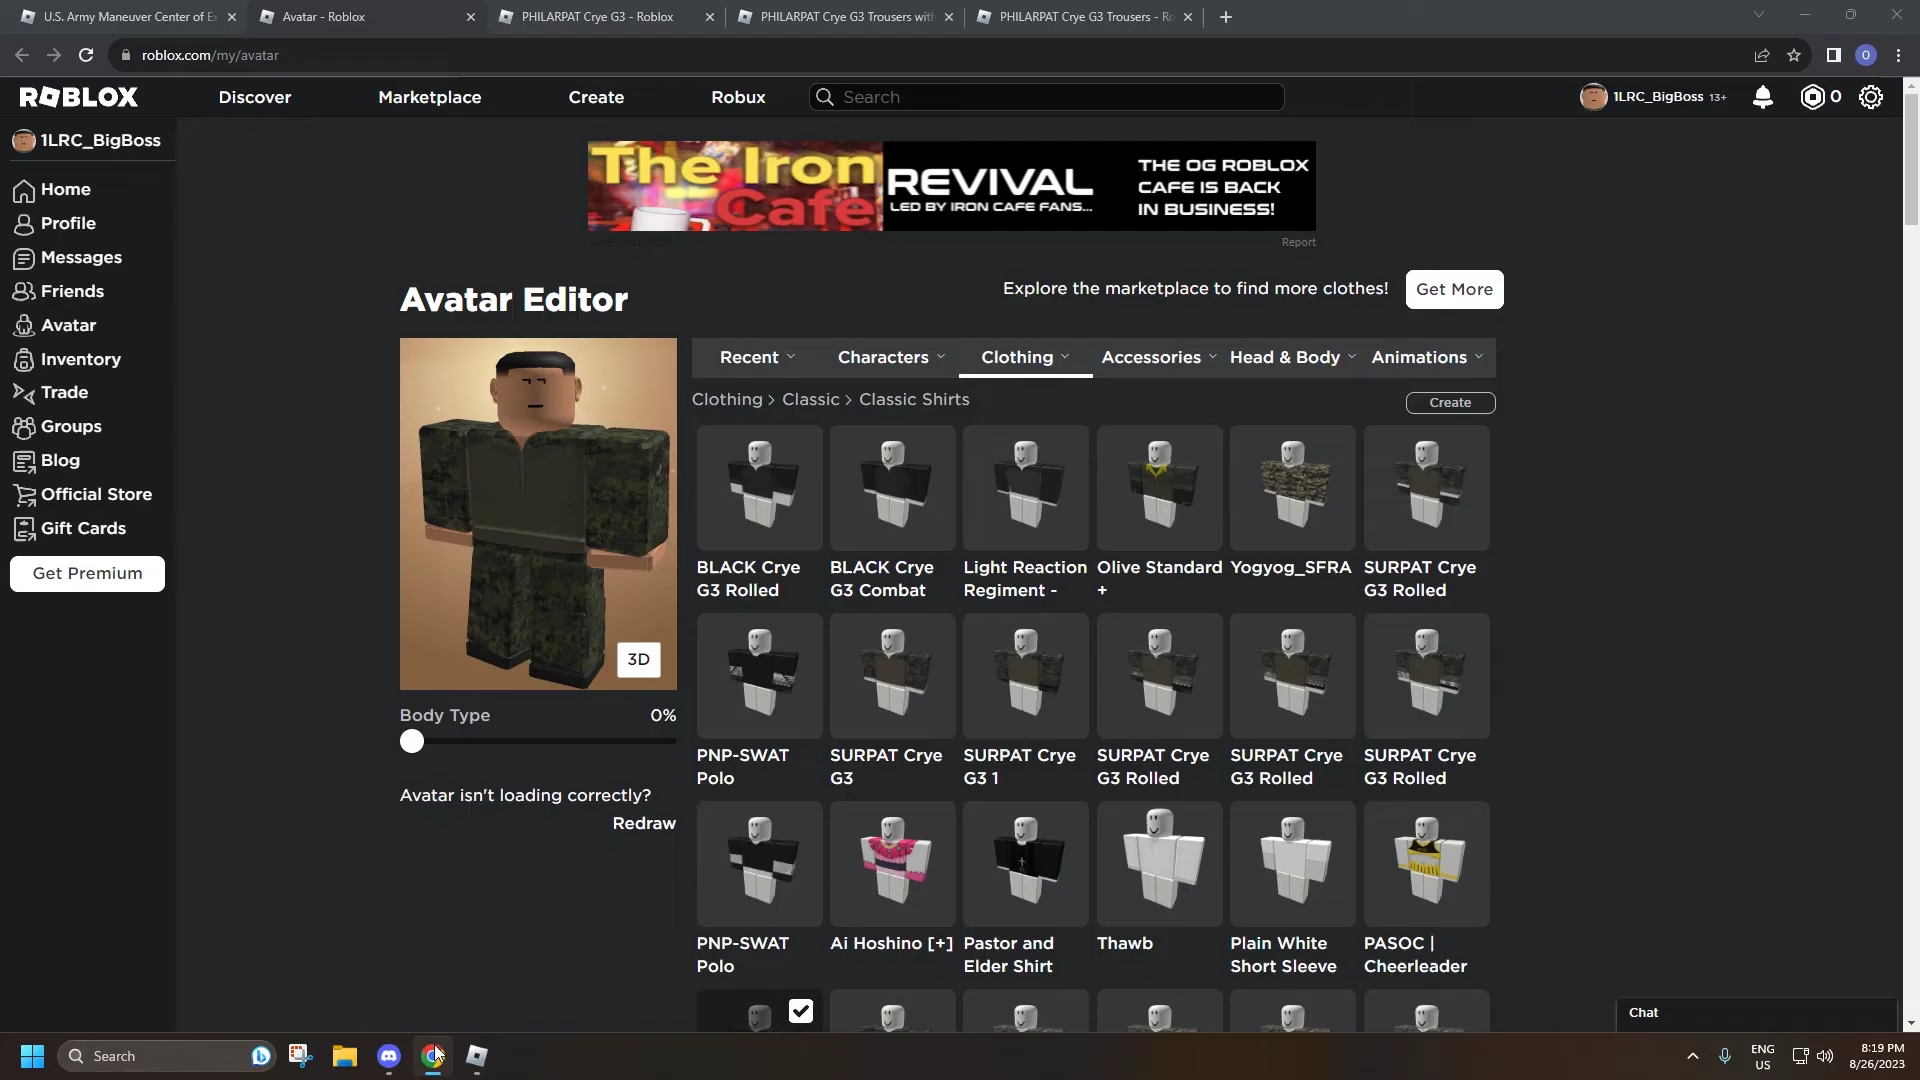 U.S. Army Maneuver Center of E
Avatar - Roblox
PHILARPAT Crye G3 - Roblox
PHILARPAT Crye G3 Trousers with
PHILARPAT Crye G3 Trousers - Ro
roblox.com/my/avatar
O
ROBLOX
Discover
Marketplace
Create
Robux
Search
1LRC_BigBoss 13+
0
1LRC_BigBoss
Home
Profile
Messages
Friends
Avatar
Inventory
Trade
Groups
Blog
Official Store
Gift Cards
Get Premium
The Iron
Cafe
REVIVAL
LED BY IRON CAFE FANS...
THE OG ROBLOX
CAFE IS BACK
IN BUSINESS!
Report
Avatar Editor
Explore the marketplace to find more clothes!
Get More
Recent
Characters
Clothing
Accessories
Head & Body
Animations
Clothing > Classic > Classic Shirts
Create
3D
Body Type
0%
Avatar isn't loading correctly?
Redraw
BLACK Crye
G3 Rolled
BLACK Crye
G3 Combat
Light Reaction
Regiment -
Olive Standard
+
Yogyog_SFRA
SURPAT Crye
G3 Rolled
PNP-SWAT
Polo
SURPAT Crye
G3
SURPAT Crye
G3 1
SURPAT Crye
G3 Rolled
SURPAT Crye
G3 Rolled
SURPAT Crye
G3 Rolled
PNP-SWAT
Polo
Ai Hoshino [+]
Pastor and
Elder Shirt
Thawb
Plain White
Short Sleeve
PASOC |
Cheerleader
Chat
Search
ENG
US
8:19 PM
8/26/2023